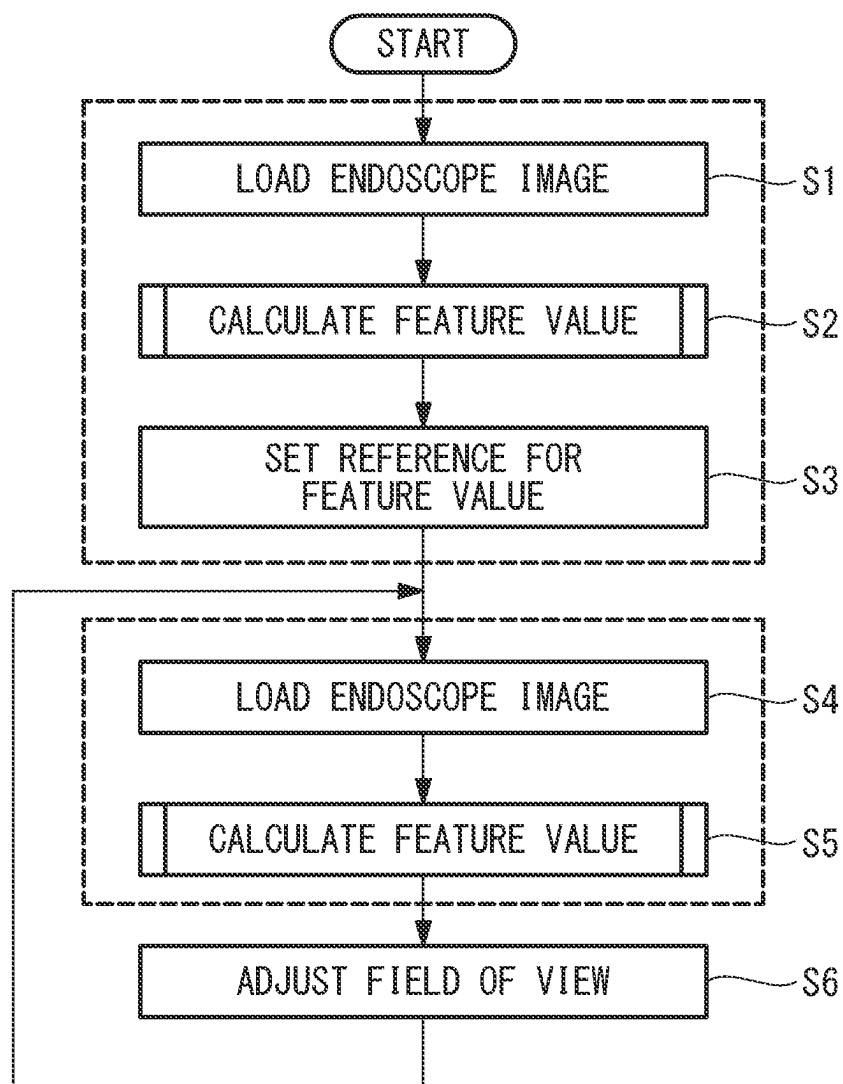 START
LOAD ENDOSCOPE IMAGE
S1
CALCULATE FEATURE VALUE
S2
SET REFERENCE FOR
FEATURE VALUE
S3
LOAD ENDOSCOPE IMAGE
S4
CALCULATE FEATURE VALUE
S5
ADJUST FIELD OF VIEW
S6